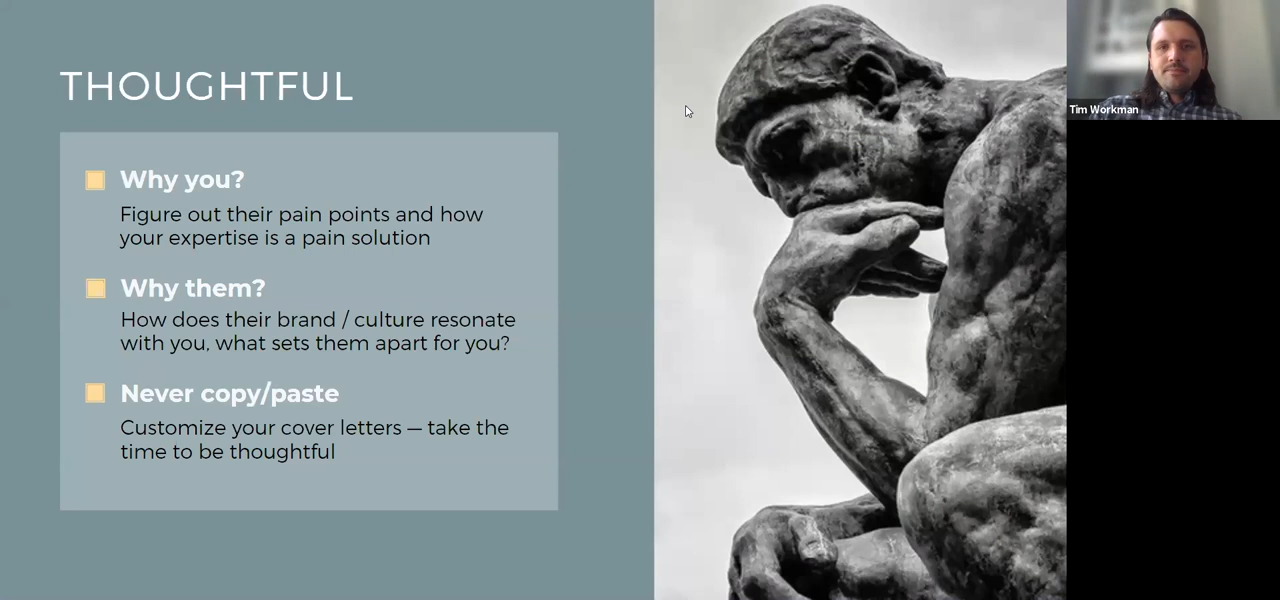 THOUGHTFUL
Why you?
Figure out their pain points and how
your expertise is a pain solution
Why them?
How does their brand / culture resonate
with you, what sets them apart for you?
Never copy/paste
Customize your cover letters — take the
time to be thoughtful
Tim Workman